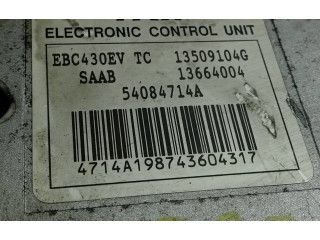 ELECTRONIC CONTROL UNIT
EBC430EV TC 13509104G
SAAB 13664004
54084714A
4714A198743604317